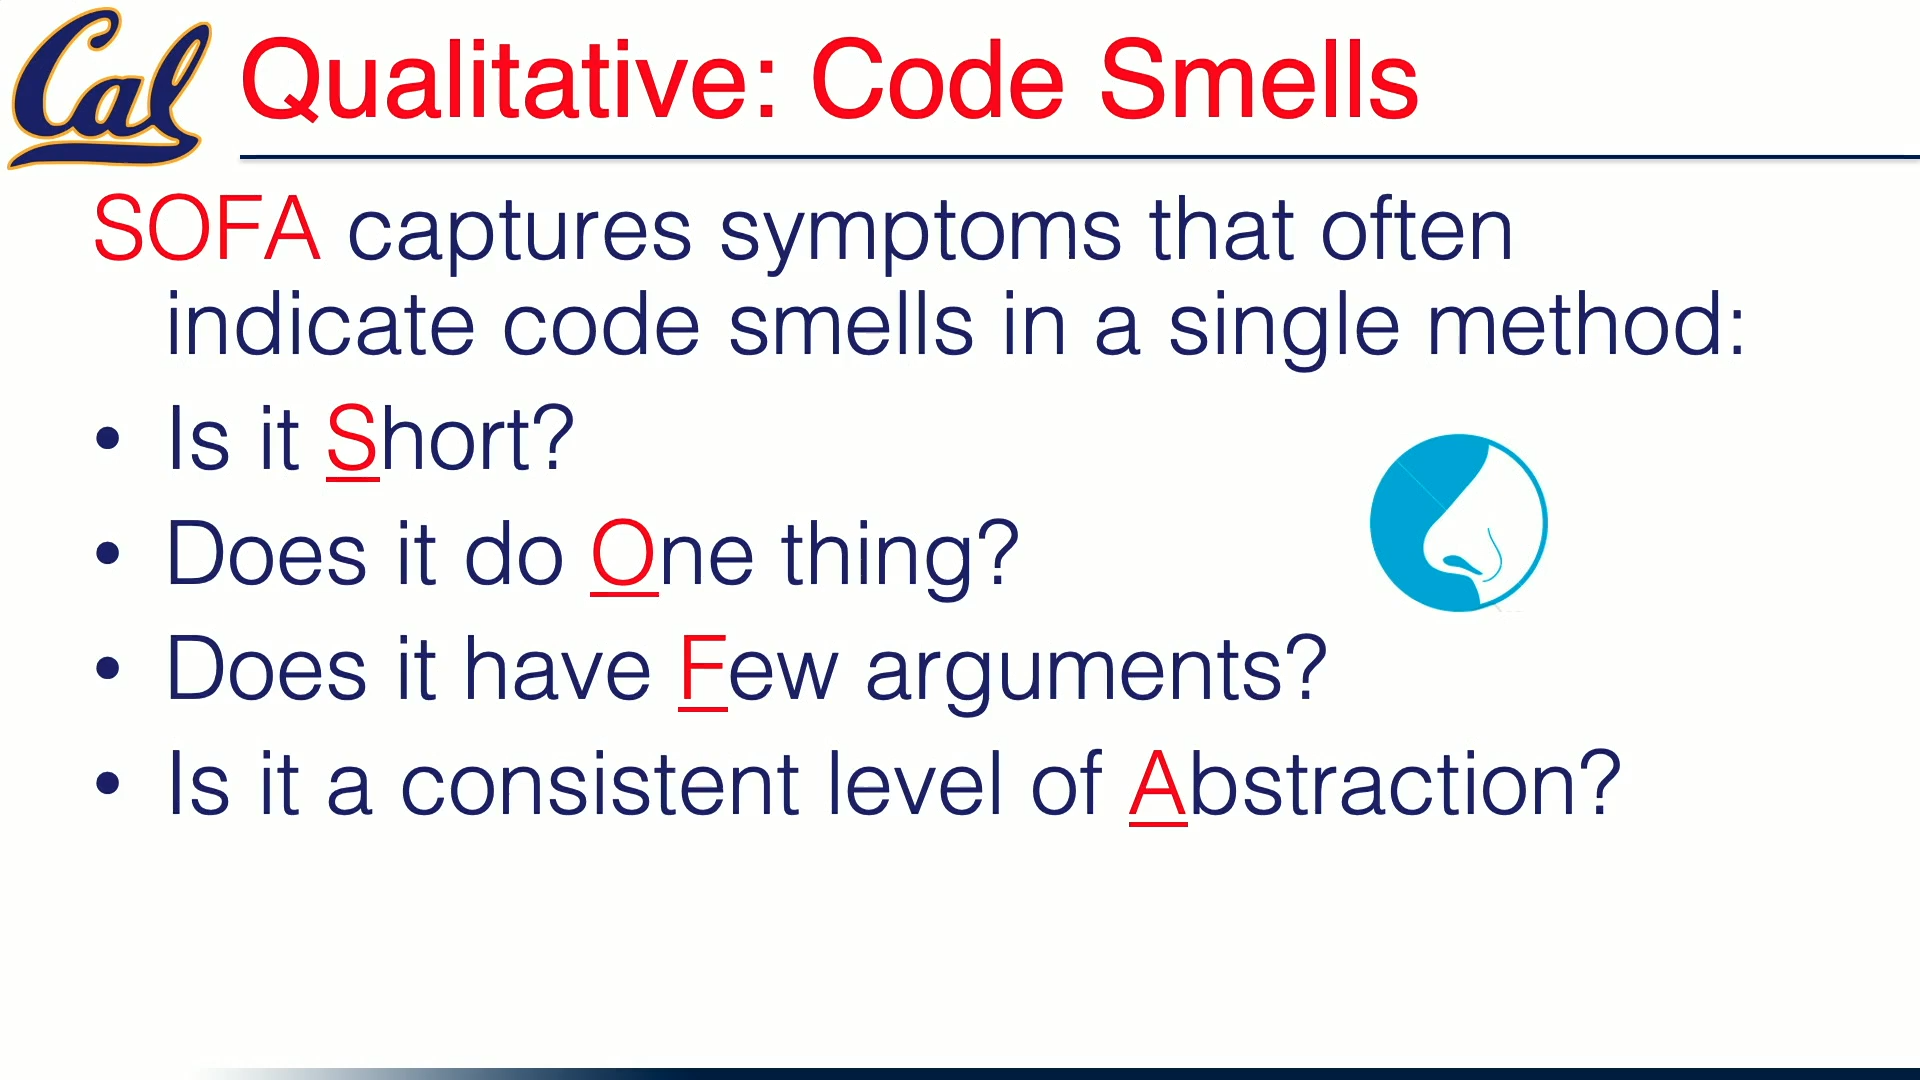 Cal
Qualitative: Code Smells
SOFA captures symptoms that often
indicate code smells in a single method:
• Is it Short?
• Does it do One thing?
• Does it have Few arguments?
• Is it a consistent level of Abstraction?